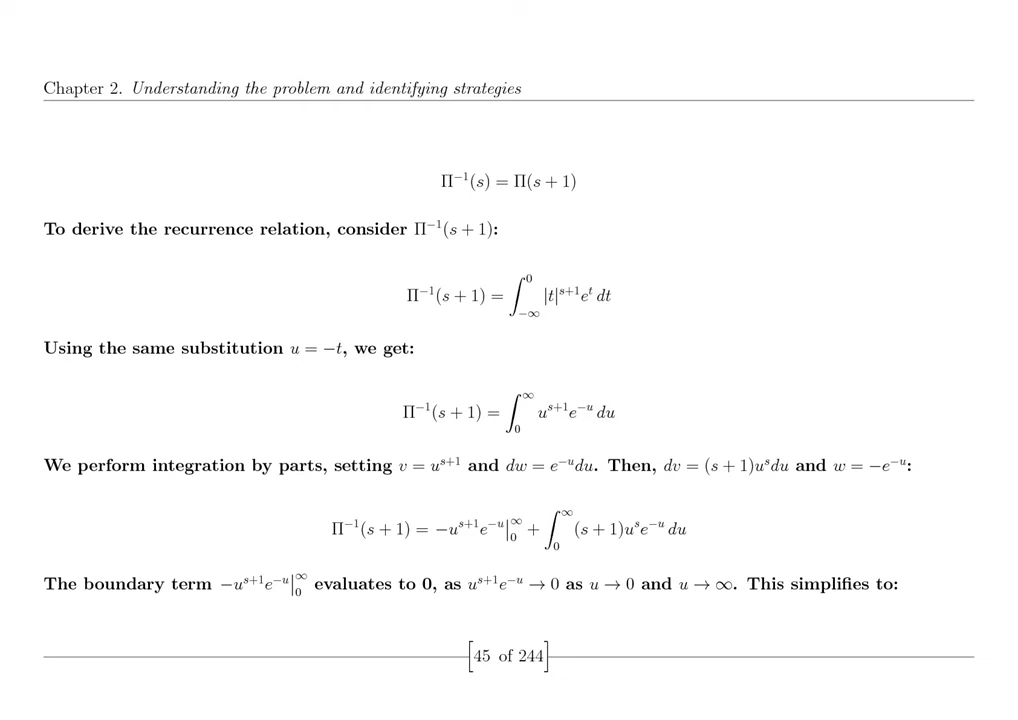 Chapter 2. Understanding the problem and identifying strategies
Π⁻¹(s) = Π(s + 1)
To derive the recurrence relation, consider Π⁻¹(s + 1):
Π⁻¹(s + 1) = ∫_{−∞}^{0} |t|^{s+1} e^{t} dt
Using the same substitution u = −t, we get:
Π⁻¹(s + 1) = ∫_{0}^{∞} u^{s+1} e^{−u} du
We perform integration by parts, setting v = u^{s+1} and dw = e^{−u}du. Then, dv = (s + 1)u^{s}du and w = −e^{−u}:
Π⁻¹(s + 1) = −u^{s+1} e^{−u}|_{0}^{∞} + ∫_{0}^{∞} (s + 1)u^{s} e^{−u} du
The boundary term −u^{s+1} e^{−u}|_{0}^{∞} evaluates to 0, as u^{s+1} e^{−u} → 0 as u → 0 and u → ∞. This simplifies to:
[45 of 244]